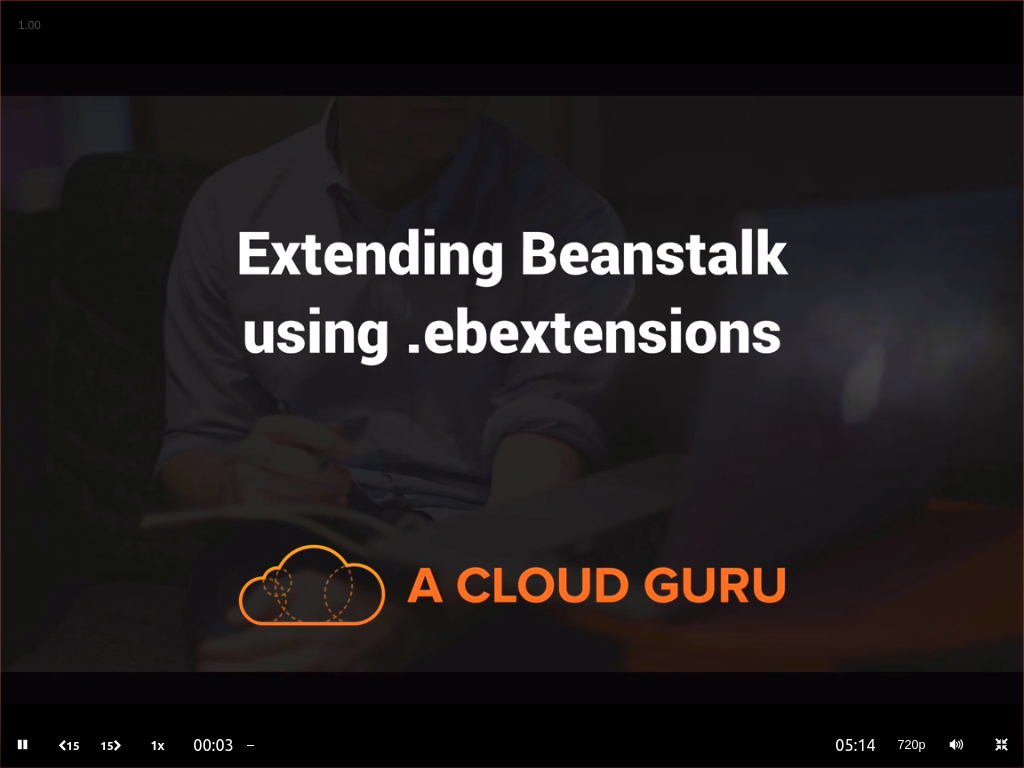 1.00
Extending Beanstalk
using .ebextensions
A CLOUD GURU
15 15 1x 00:03 05:14 720p